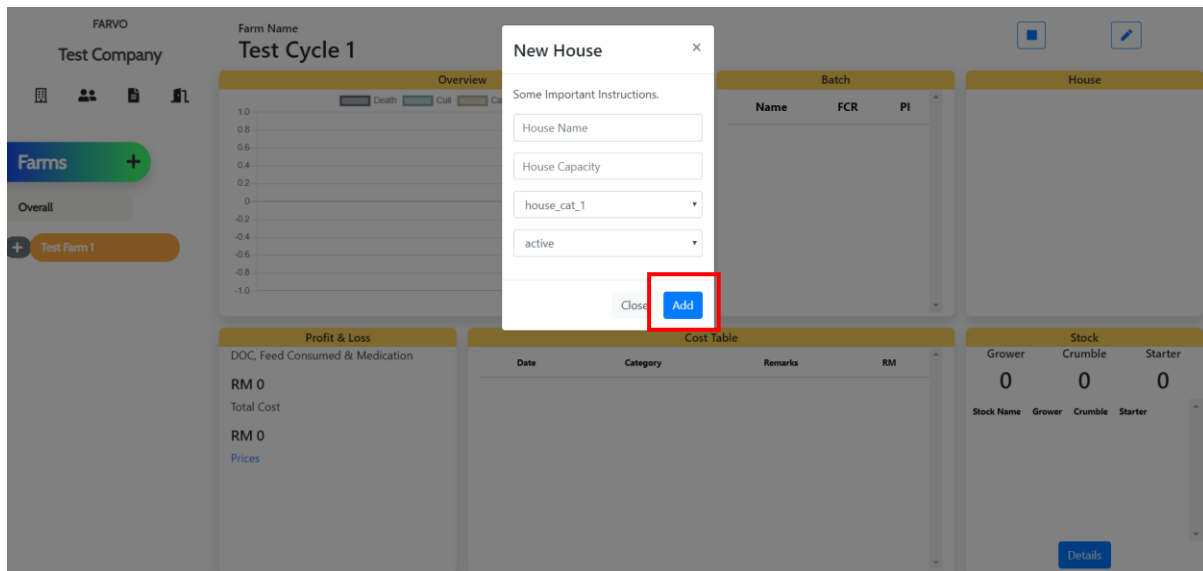 FARVO
Test Company
Farms +
Overall
+ Test Farm 1
Farm Name
Test Cycle 1
Overview
Death Cull Ca
1.0
0.8
0.6
0.4
0.2
0
-0.2
-0.4
-0.6
-0.8
-1.0
New House ×
Some Important Instructions.
House Name
House Capacity
house_cat_1
active
Close Add
Batch
Name FCR PI
House
Profit & Loss
DOC, Feed Consumed & Medication
RM 0
Total Cost
RM 0
Prices
Cost Table
Date Category Remarks RM
Stock
Grower Crumble Starter
0 0 0
Stock Name Grower Crumble Starter
Details